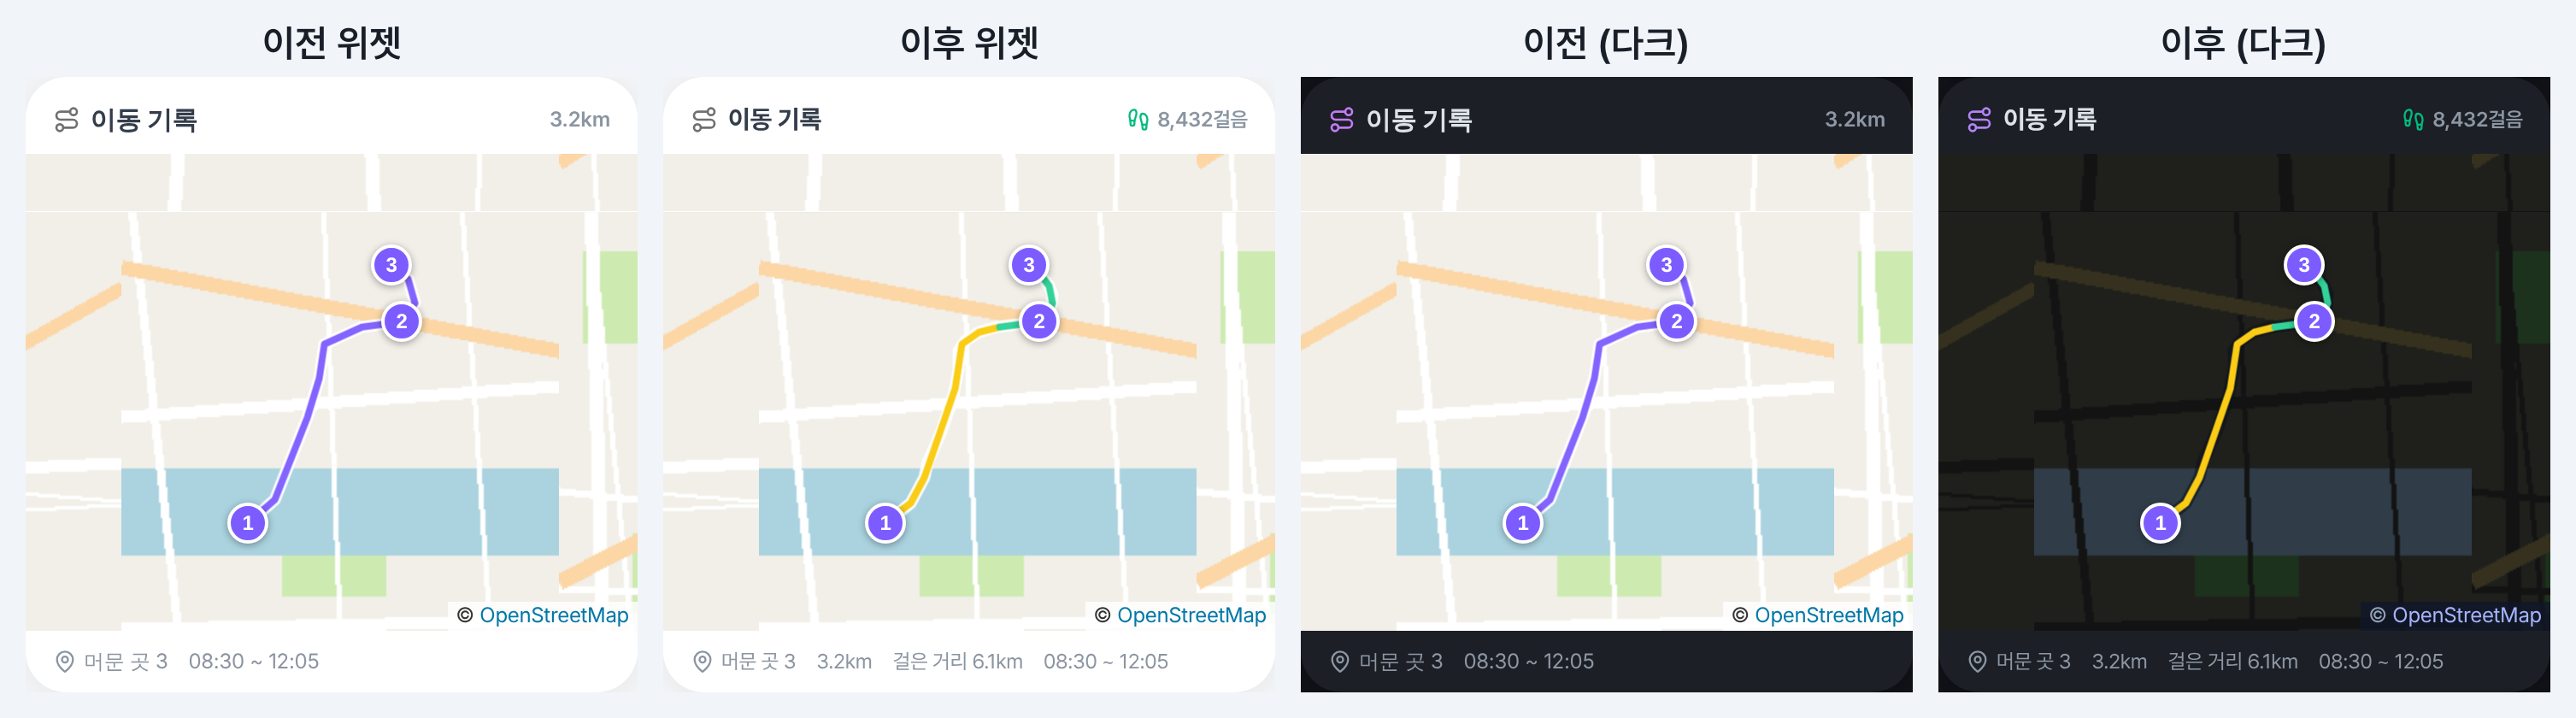 이전 위젯
이동 기록 3.2km
3
2
1
© OpenStreetMap
머문 곳 3 08:30 ~ 12:05
이후 위젯
이동 기록 8,432걸음
3
2
1
© OpenStreetMap
머문 곳 3 3.2km 걸은 거리 6.1km 08:30 ~ 12:05
이전 (다크)
이동 기록 3.2km
3
2
1
© OpenStreetMap
머문 곳 3 08:30 ~ 12:05
이후 (다크)
이동 기록 8,432걸음
3
2
1
© OpenStreetMap
머문 곳 3 3.2km 걸은 거리 6.1km 08:30 ~ 12:05